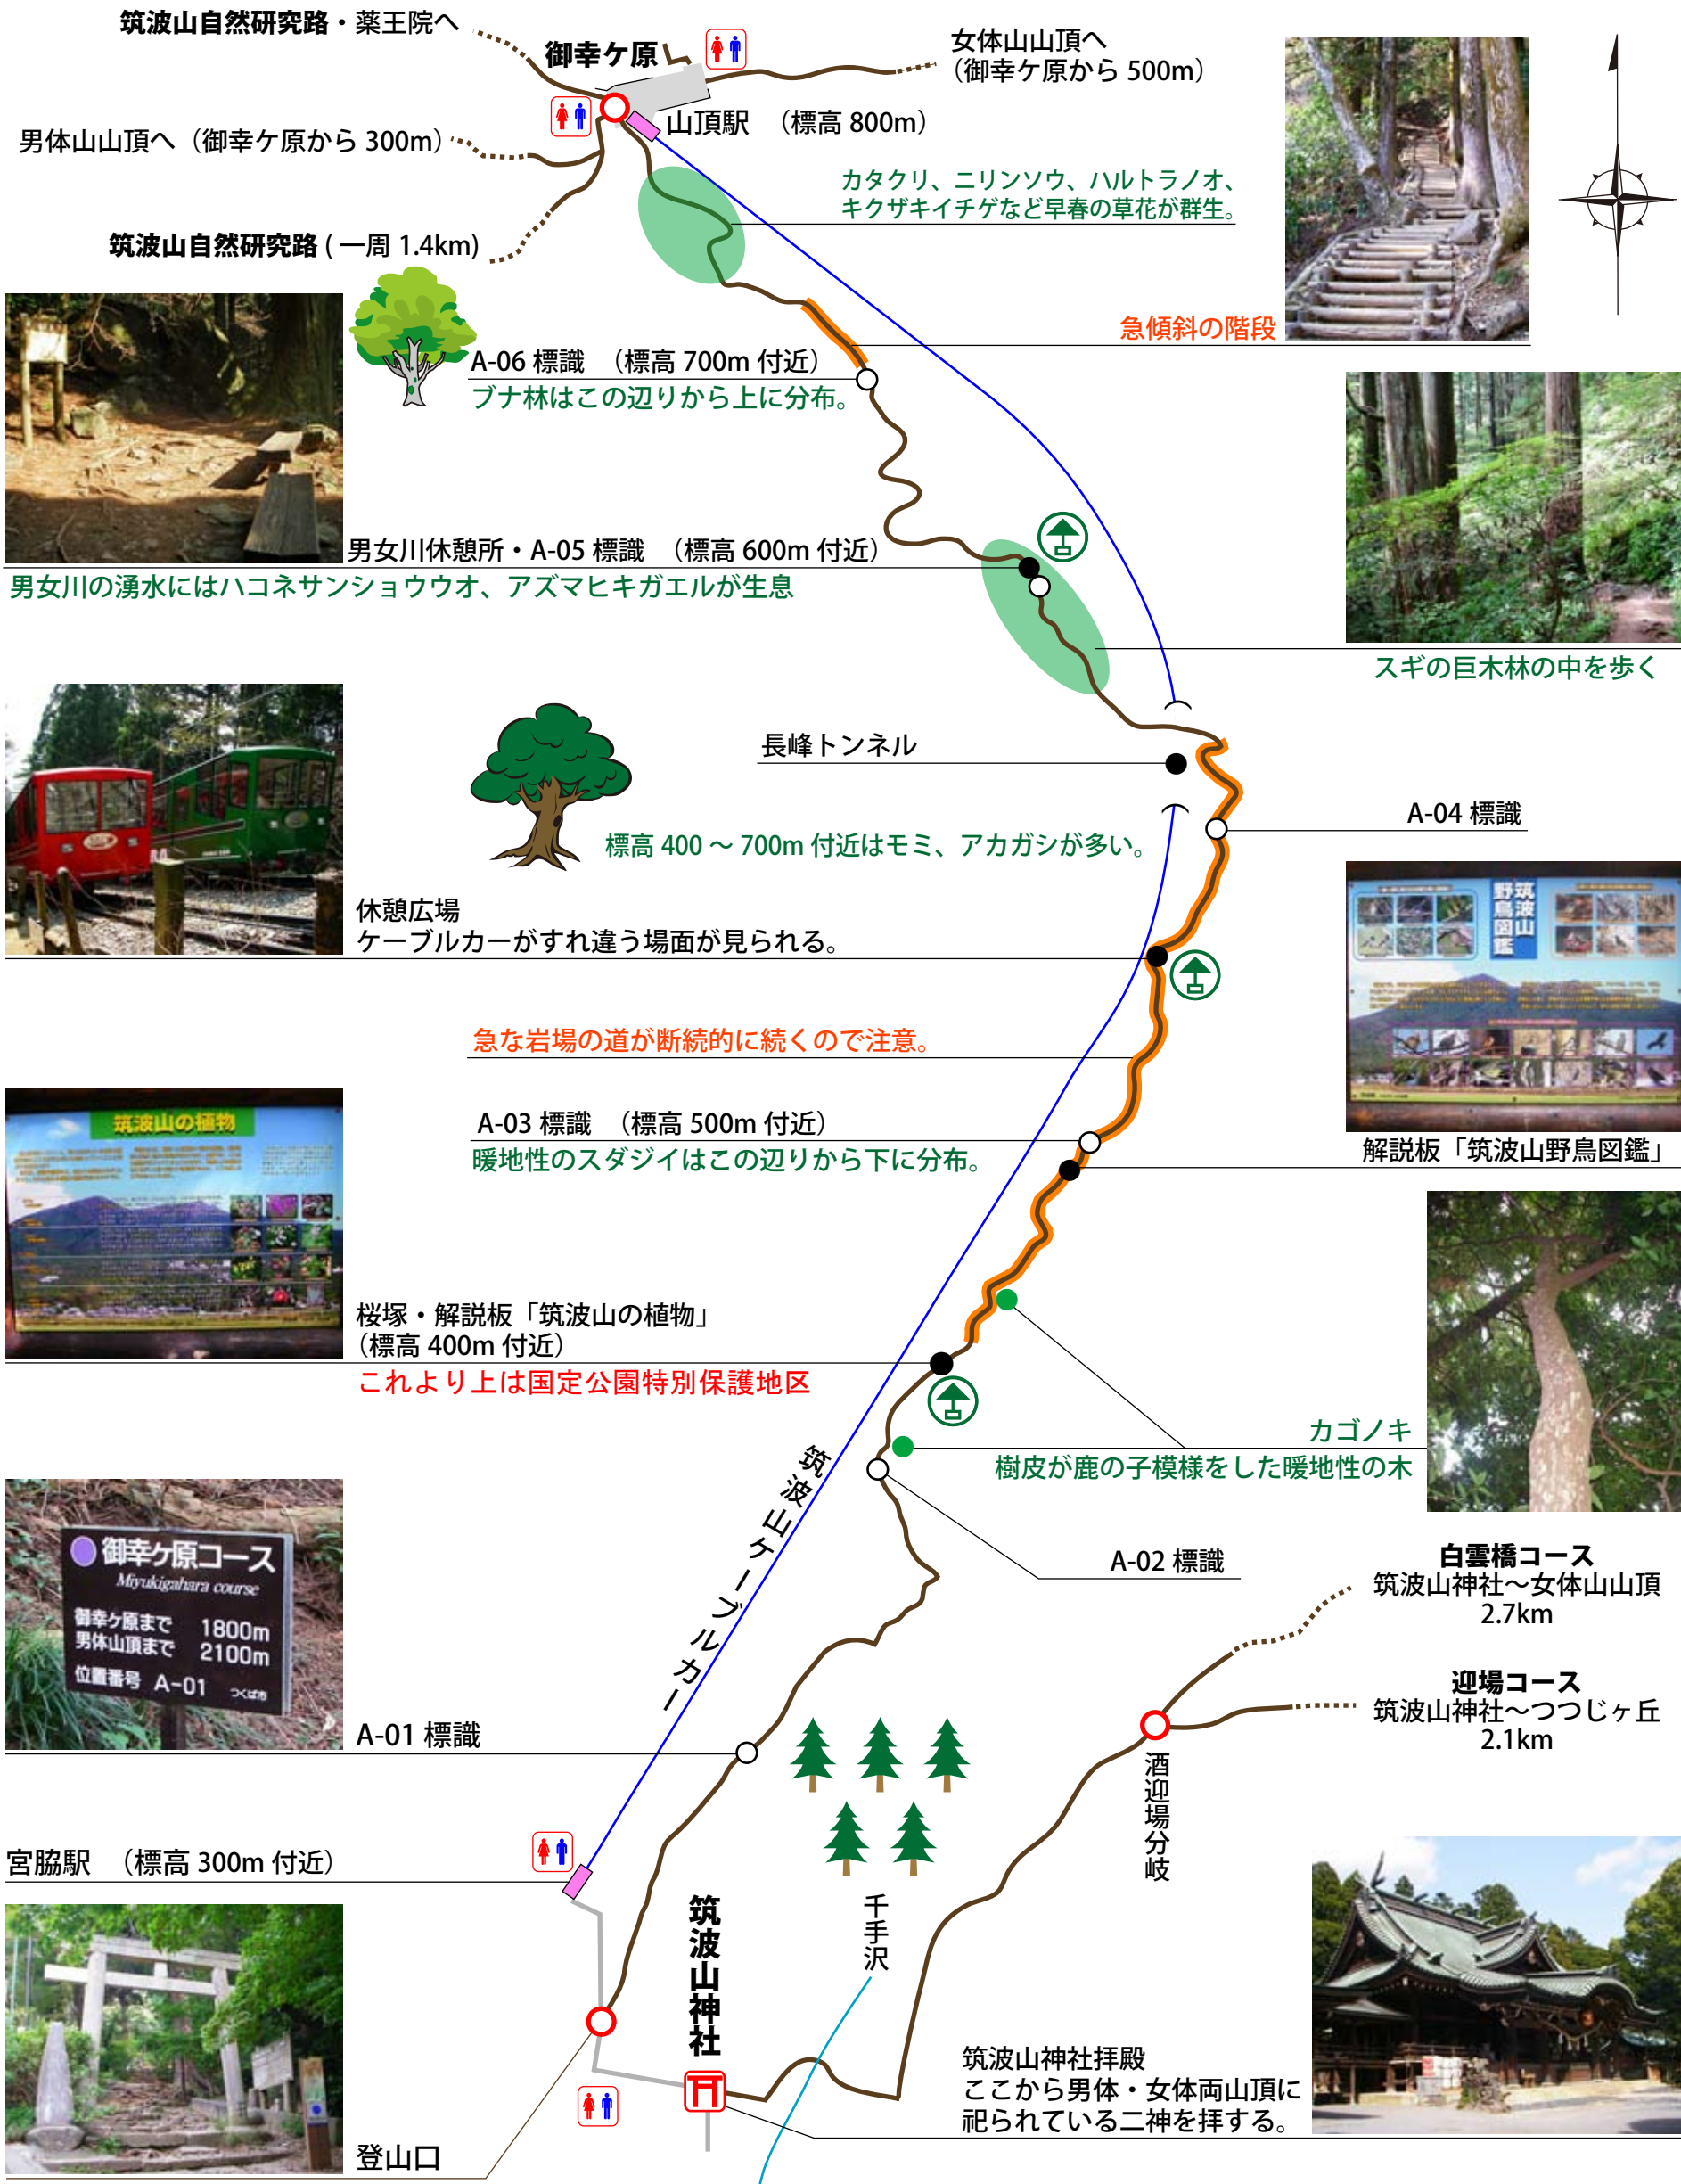 筑波山自然研究路・薬王院へ
御幸ケ原
女体山山頂へ
（御幸ケ原から 500m）
山頂駅 （標高 800m）
男体山山頂へ（御幸ケ原から 300m）
カタクリ、ニリンソウ、ハルトラノオ、
キクザキイチゲなど早春の草花が群生。
筑波山自然研究路 ( 一周 1.4km)
急傾斜の階段
A-06 標識 （標高 700m 付近）
ブナ林はこの辺りから上に分布。
男女川休憩所・A-05 標識 （標高 600m 付近）
男女川の湧水にはハコネサンショウウオ、アズマヒキガエルが生息
スギの巨木林の中を歩く
長峰トンネル
A-04 標識
標高 400 〜 700m 付近はモミ、アカガシが多い。
休憩広場
ケーブルカーがすれ違う場面が見られる。
筑波山
野鳥図鑑
急な岩場の道が断続的に続くので注意。
A-03 標識 （標高 500m 付近）
暖地性のスダジイはこの辺りから下に分布。
解説板「筑波山野鳥図鑑」
筑波山の植物
桜塚・解説板「筑波山の植物」
（標高 400m 付近）
これより上は国定公園特別保護地区
カゴノキ
樹皮が鹿の子模様をした暖地性の木
筑波山ケーブルカー
A-02 標識
白雲橋コース
筑波山神社〜女体山山頂
2.7km
迎場コース
筑波山神社〜つつじヶ丘
2.1km
御幸ケ原コース
Miyukigahara course
御幸ケ原まで 1800m
男体山頂まで 2100m
位置番号 A-01 つくば市
A-01 標識
酒迎場分岐
宮脇駅 （標高 300m 付近）
筑波山神社
千手沢
筑波山神社拝殿
ここから男体・女体両山頂に
祀られている二神を拝する。
登山口